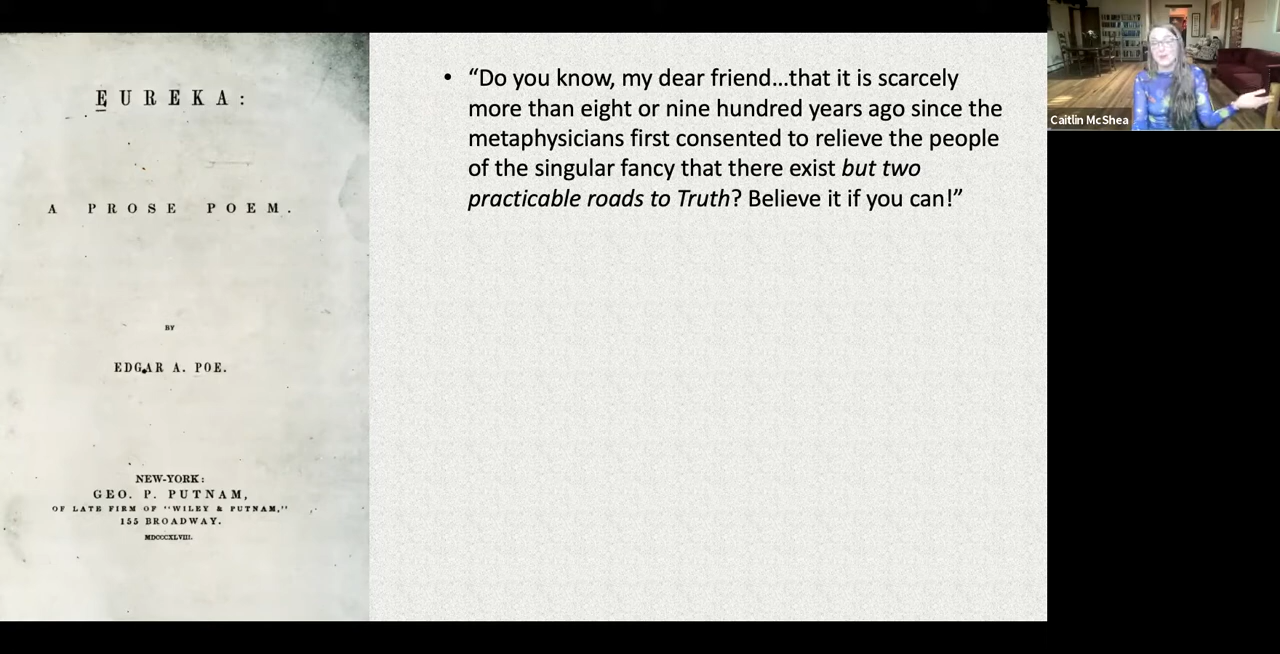 EUREKA:
A PROSE POEM.
BY
EDGAR A. POE.
NEW-YORK:
GEO. P. PUTNAM,
OF LATE FIRM OF "WILEY & PUTNAM,"
155 BROADWAY.
MDCCCXLVIII.
• “Do you know, my dear friend...that it is scarcely
more than eight or nine hundred years ago since the
metaphysicians first consented to relieve the people
of the singular fancy that there exist but two
practicable roads to Truth? Believe it if you can!”
Caitlin McShea